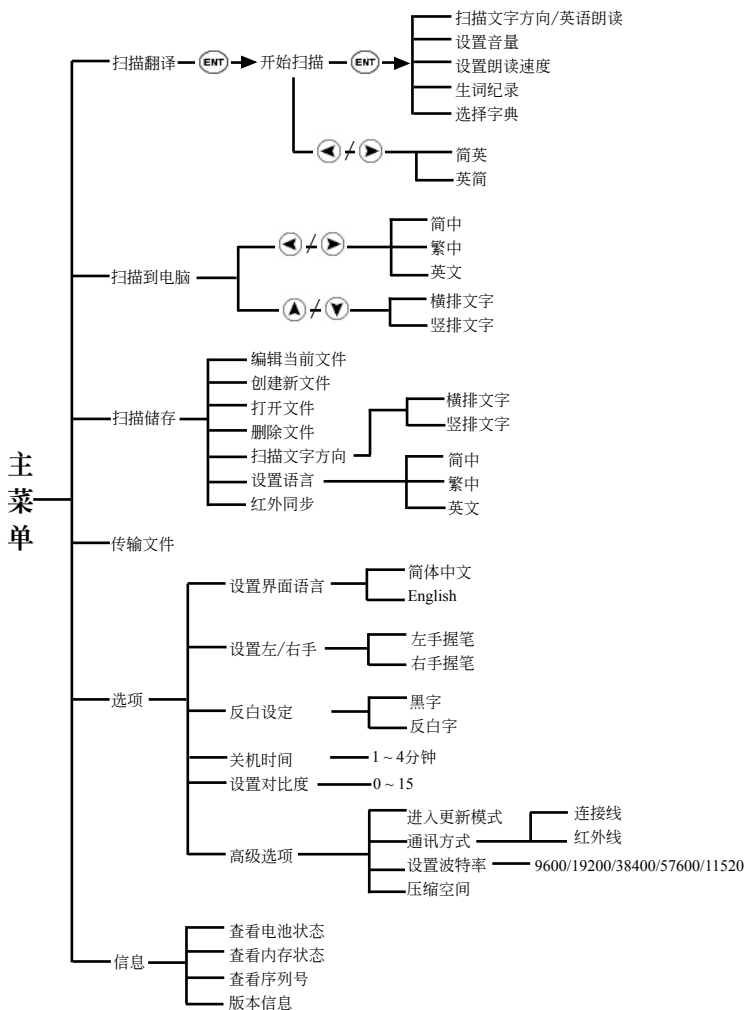 主菜单
扫描翻译
ENT
开始扫描
ENT
扫描文字方向/英语朗读
设置音量
设置朗读速度
生词纪录
选择字典
/
简英
英简
扫描到电脑
/
简中
繁中
英文
/
横排文字
竖排文字
扫描储存
编辑当前文件
创建新文件
打开文件
删除文件
扫描文字方向
横排文字
竖排文字
设置语言
简中
繁中
英文
红外同步
传输文件
选项
设置界面语言
简体中文
English
设置左/右手
左手握笔
右手握笔
反白设定
黑字
反白字
关机时间
1 ~ 4分钟
设置对比度
0 ~ 15
高级选项
进入更新模式
通讯方式
连接线
红外线
设置波特率
9600/19200/38400/57600/11520
压缩空间
信息
查看电池状态
查看内存状态
查看序列号
版本信息